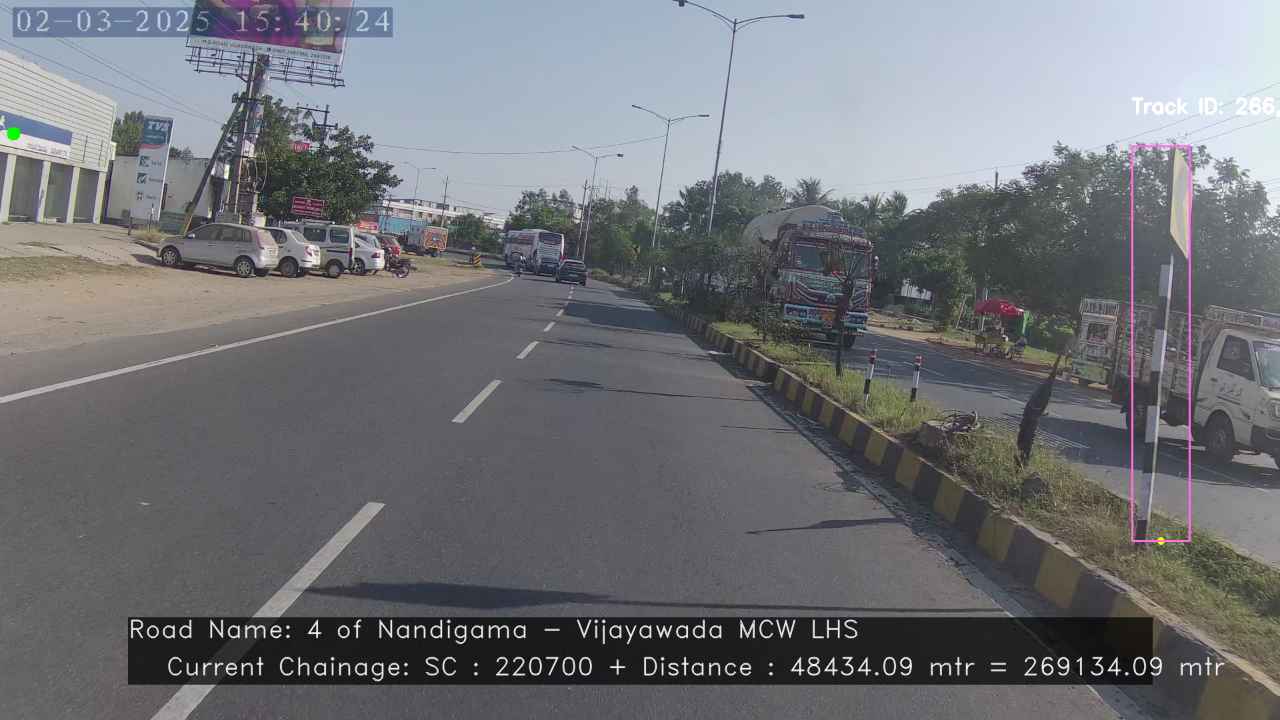 02-03-2025 15:40:24
Track ID: 266
TVS
Road Name: 4 of Nandigama - Vijayawada MCW LHS
Current Chainage: SC : 220700 + Distance : 48434.09 mtr = 269134.09 mtr